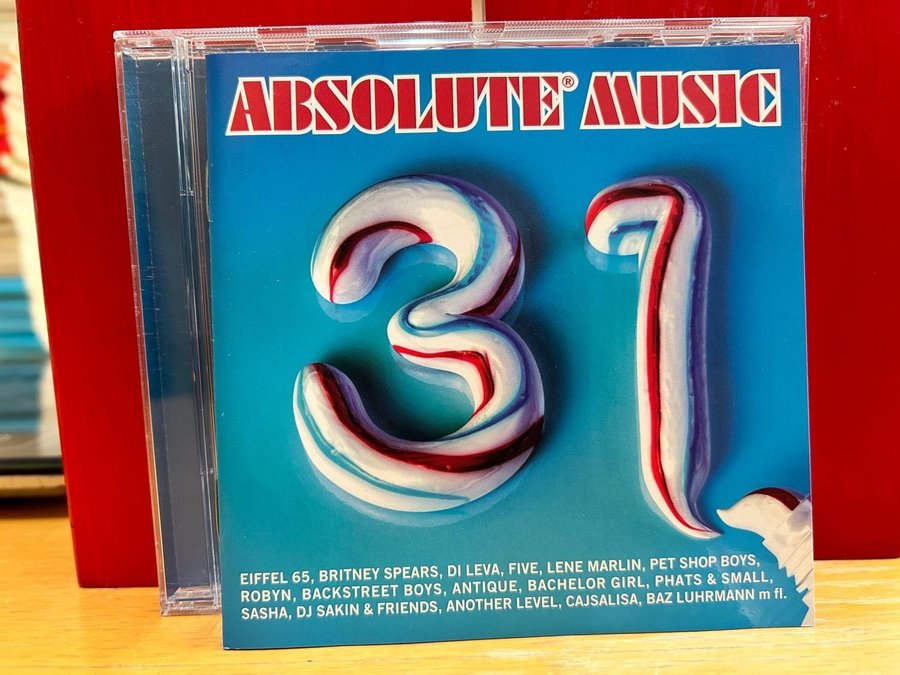 ABSOLUTE® MUSIC
31
EIFFEL 65, BRITNEY SPEARS, DI LEVA, FIVE, LENE MARLIN, PET SHOP BOYS,
ROBYN, BACKSTREET BOYS, ANTIQUE, BACHELOR GIRL, PHATS & SMALL,
SASHA, DJ SAKIN & FRIENDS, ANOTHER LEVEL, CAJSALISA, BAZ LUHRMANN m fl.